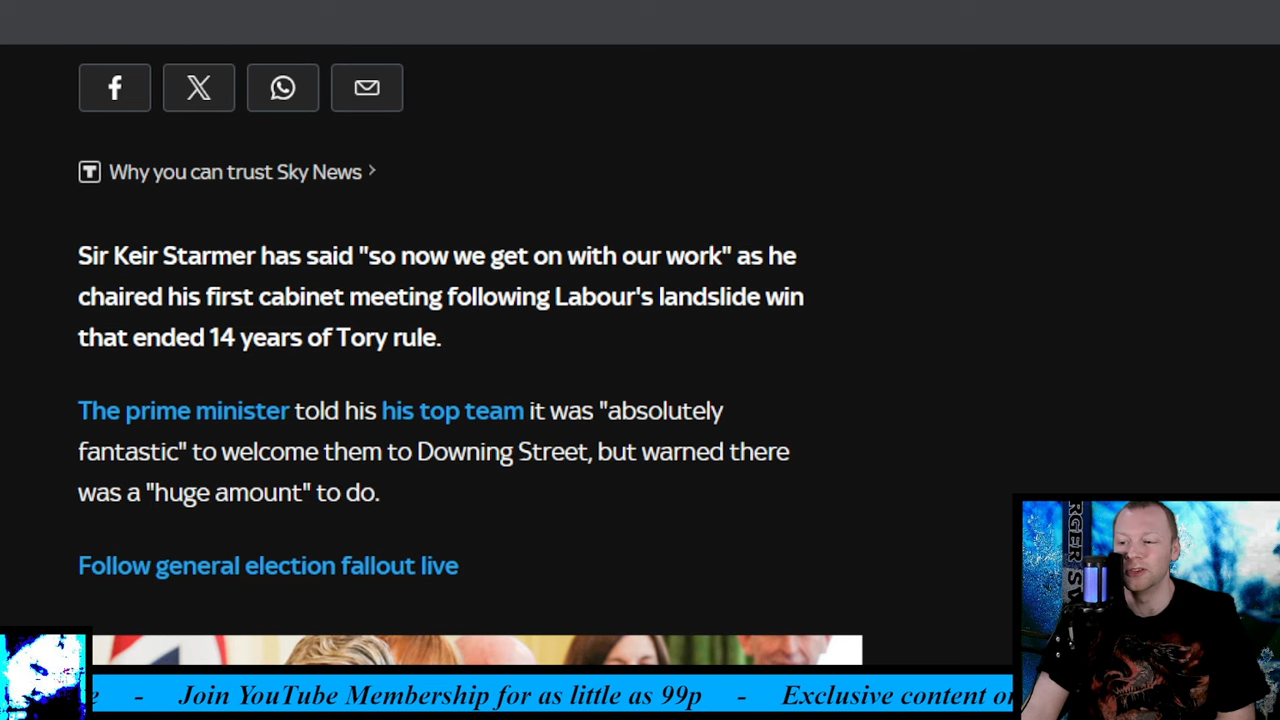 Why you can trust Sky News
Sir Keir Starmer has said "so now we get on with our work" as he
chaired his first cabinet meeting following Labour's landslide win
that ended 14 years of Tory rule.
The prime minister told his his top team it was "absolutely
fantastic" to welcome them to Downing Street, but warned there
was a "huge amount" to do.
Follow general election fallout live
e - Join YouTube Membership for as little as 99p - Exclusive content o